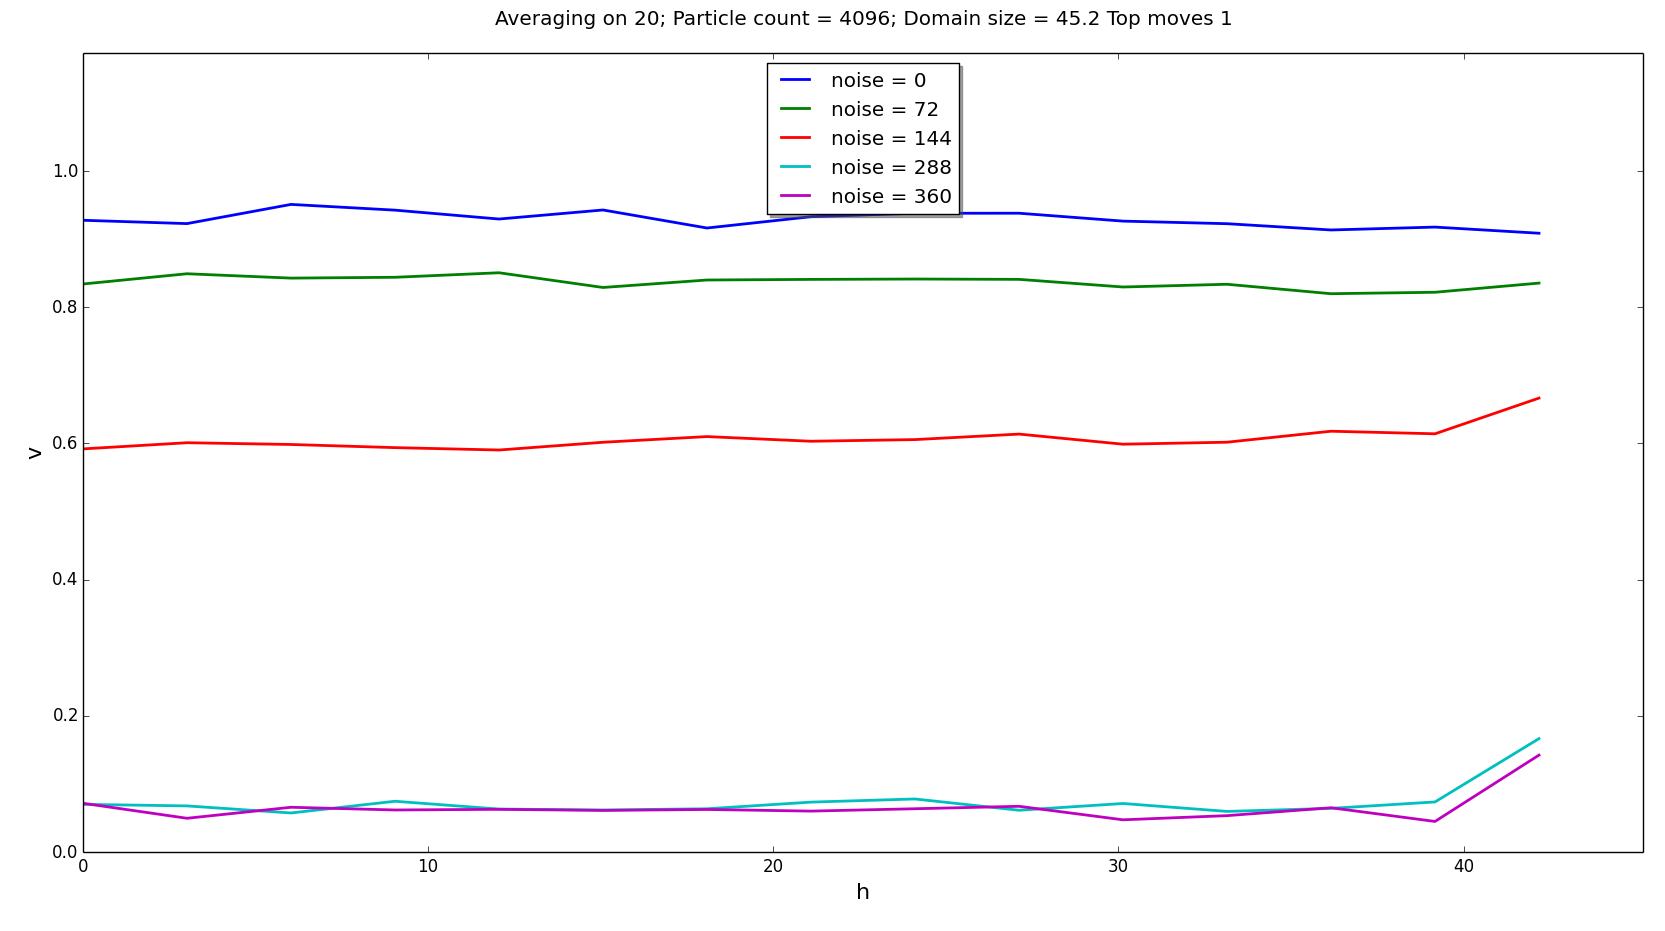 Averaging on 20; Particle count = 4096; Domain size = 45.2 Top moves 1
noise = 0
noise = 72
noise = 144
noise = 288
noise = 360
1.0
0.8
0.6
0.4
0.2
0.0
v
0 10 20 30 40
h